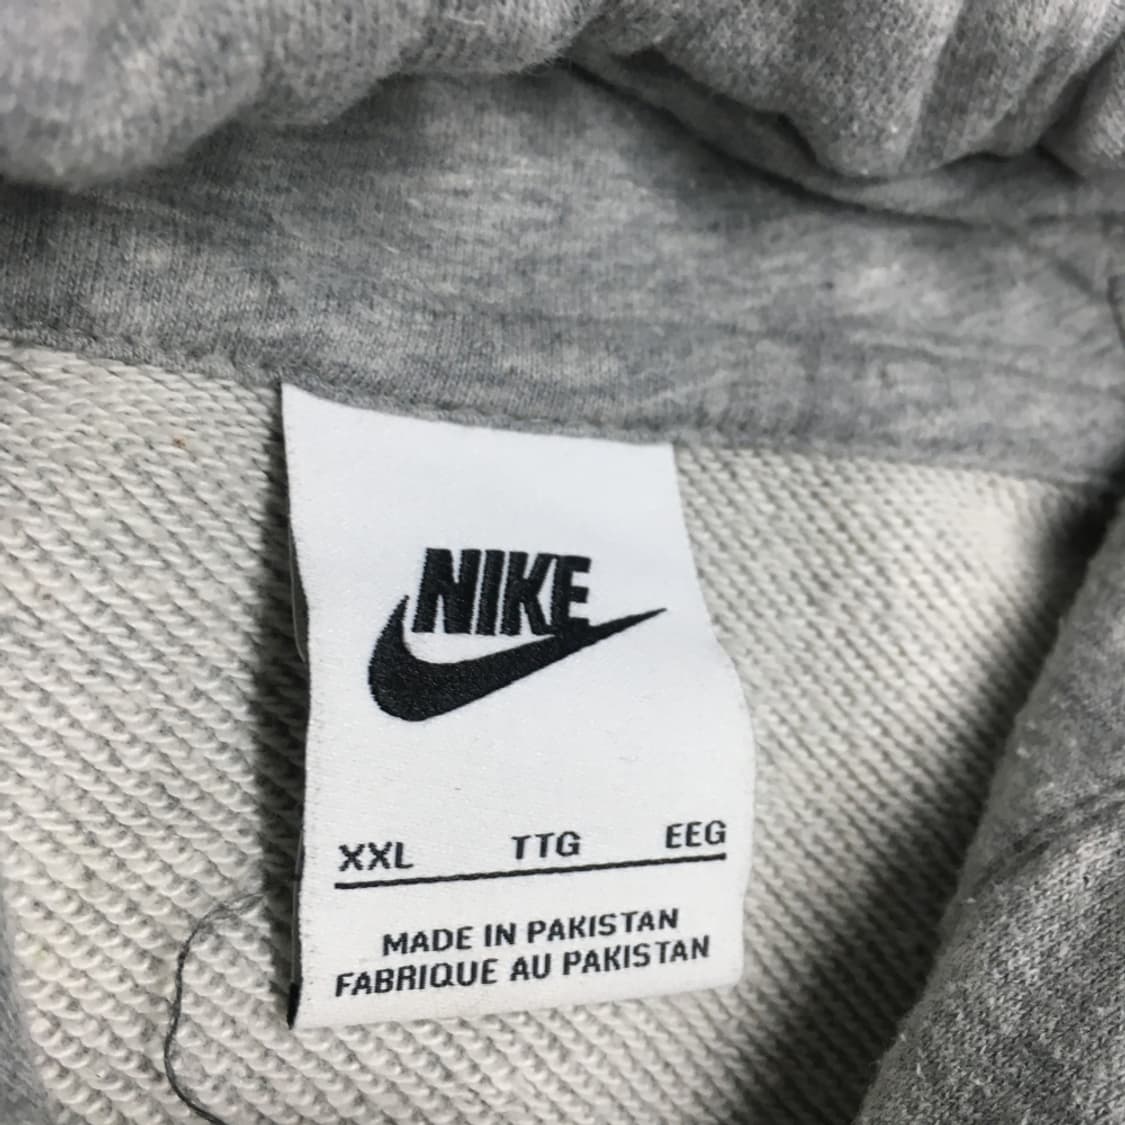 NIKE
XXL TTG EEG
MADE IN PAKISTAN
FABRIQUE AU PAKISTAN